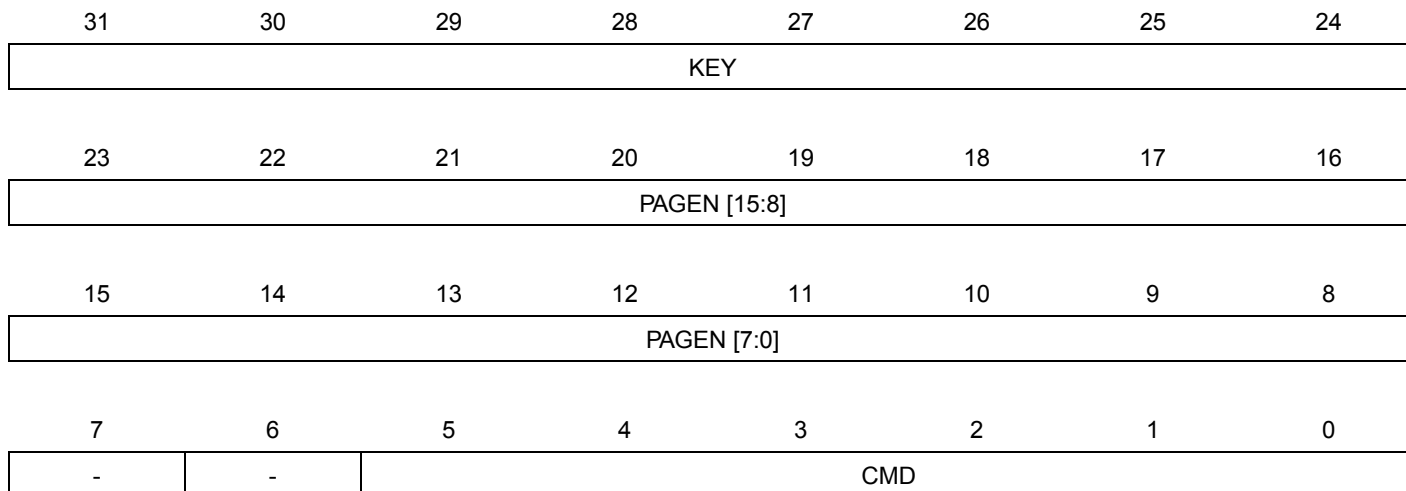 31 30 29 28 27 26 25 24
KEY
23 22 21 20 19 18 17 16
PAGEN [15:8]
15 14 13 12 11 10 9 8
PAGEN [7:0]
7 6 5 4 3 2 1 0
- - CMD